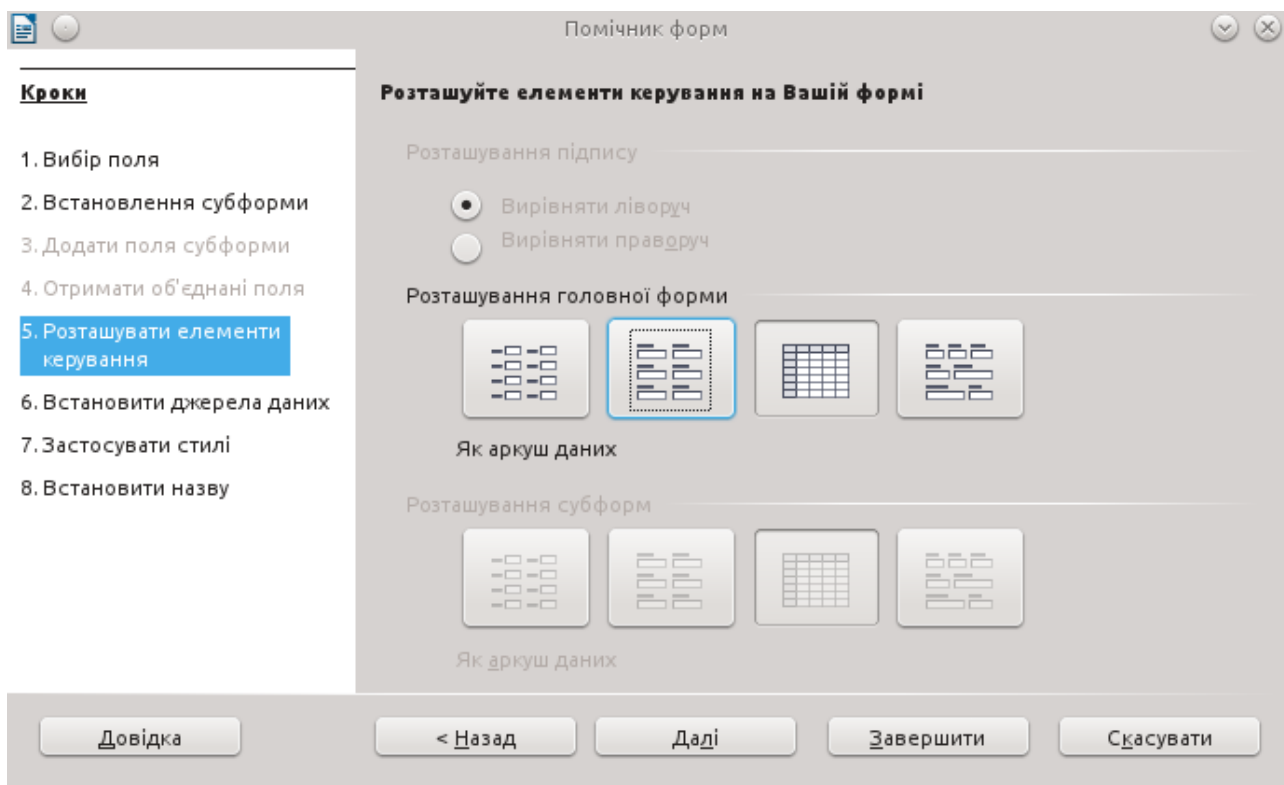 Помічник форм
Кроки
1. Вибір поля
2. Встановлення субформи
3. Додати поля субформи
4. Отримати об'єднані поля
5. Розташувати елементи
керування
6. Встановити джерела даних
7. Застосувати стилі
8. Встановити назву
Розташуйте елементи керування на Вашій формі
Розташування підпису
Вирівняти ліворуч
Вирівняти праворуч
Розташування головної форми
Як аркуш даних
Розташування субформ
Як аркуш даних
Довідка
< Назад
Далі
Завершити
Скасувати